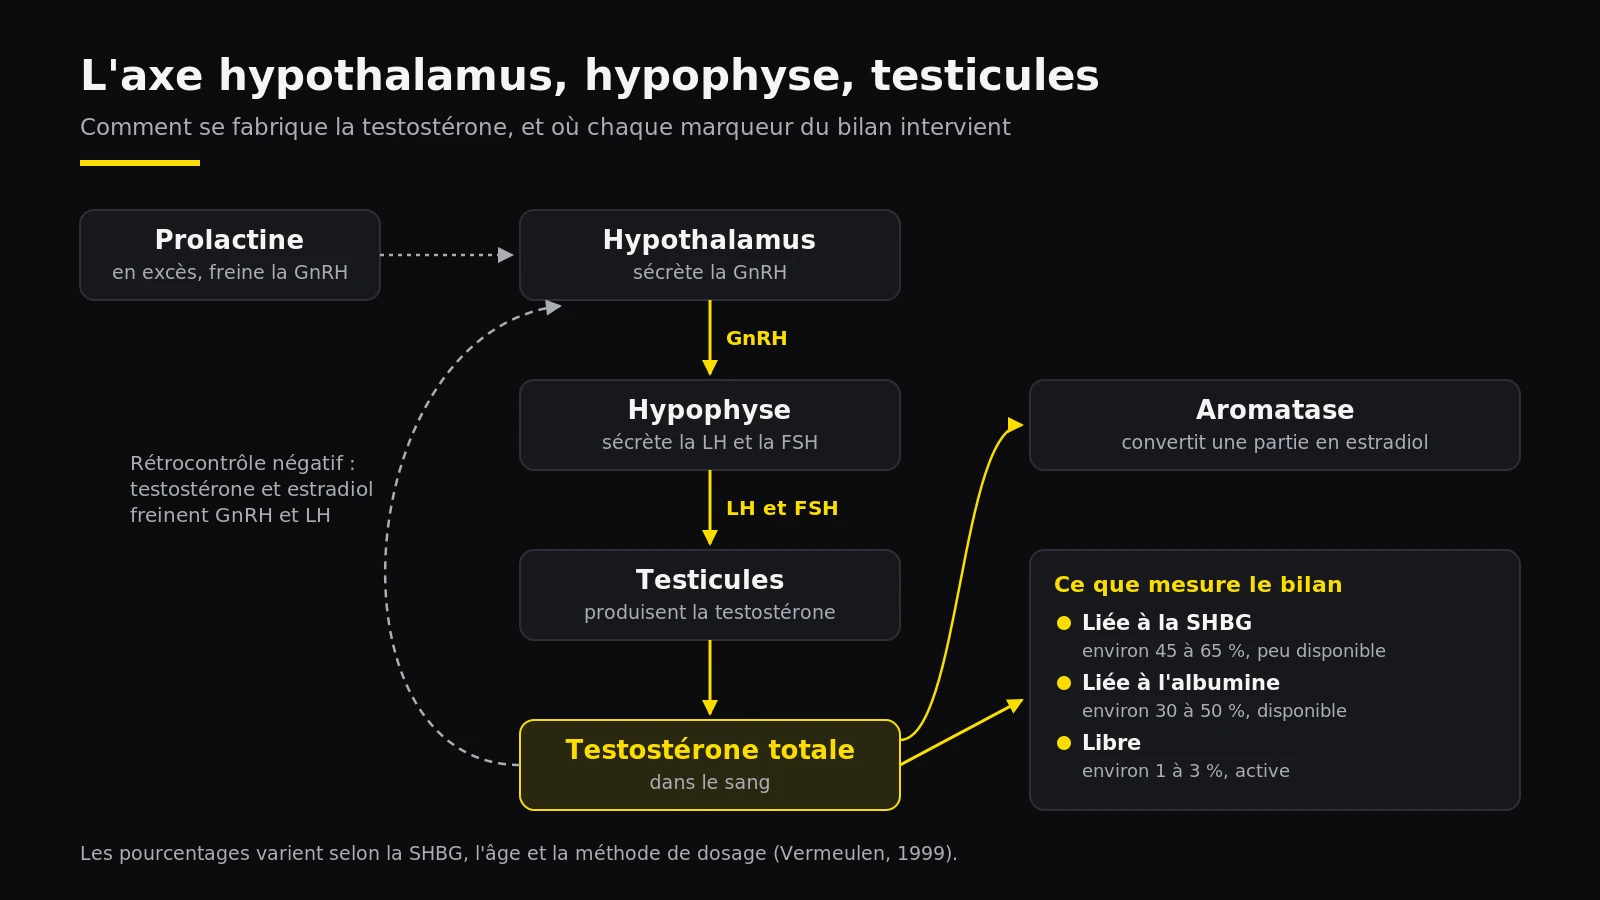 L'axe hypothalamus, hypophyse, testicules
Comment se fabrique la testostérone, et où chaque marqueur du bilan intervient
Prolactine
en excès, freine la GnRH
Hypothalamus
sécrète la GnRH
GnRH
Hypophyse
sécrète la LH et la FSH
Aromatase
convertit une partie en estradiol
Rétrocontrôle négatif :
testostérone et estradiol
freinent GnRH et LH
LH et FSH
Testicules
produisent la testostérone
Ce que mesure le bilan
Liée à la SHBG
environ 45 à 65 %, peu disponible
Liée à l'albumine
environ 30 à 50 %, disponible
Libre
environ 1 à 3 %, active
Testostérone totale
dans le sang
Les pourcentages varient selon la SHBG, l'âge et la méthode de dosage (Vermeulen, 1999).